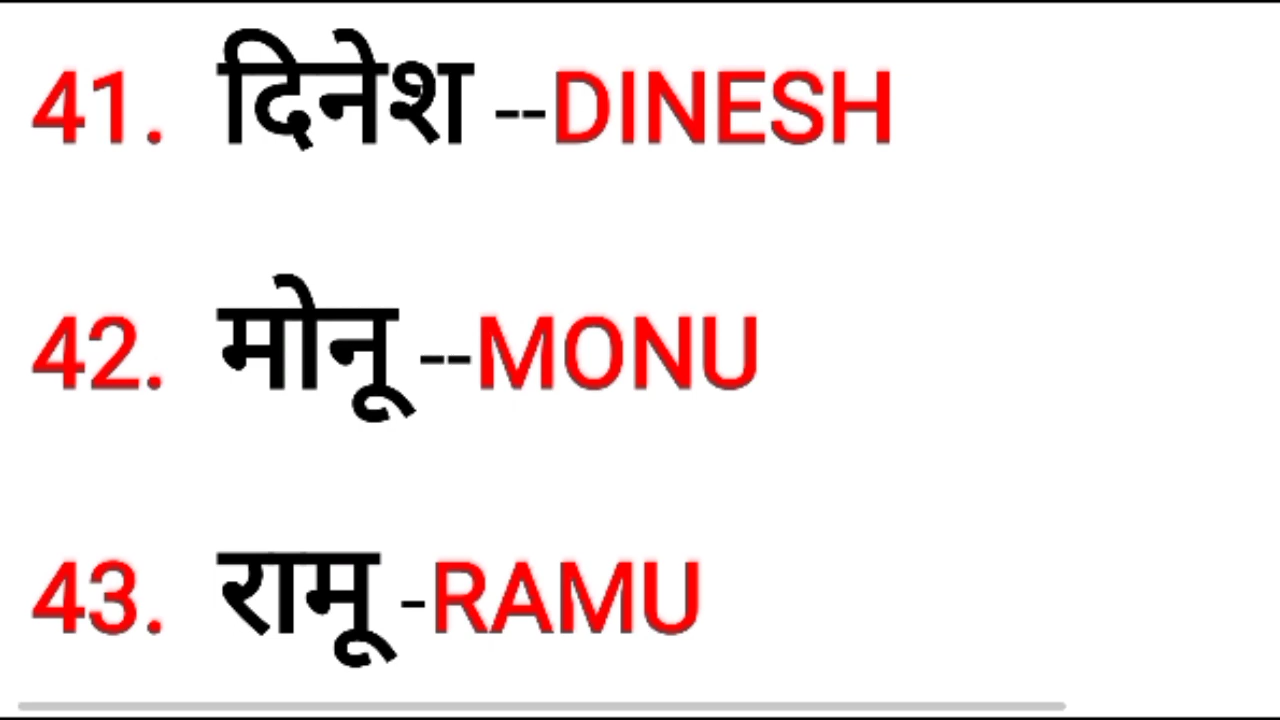 41. दिनेश --DINESH
42. मोनू --MONU
43. रामू -RAMU